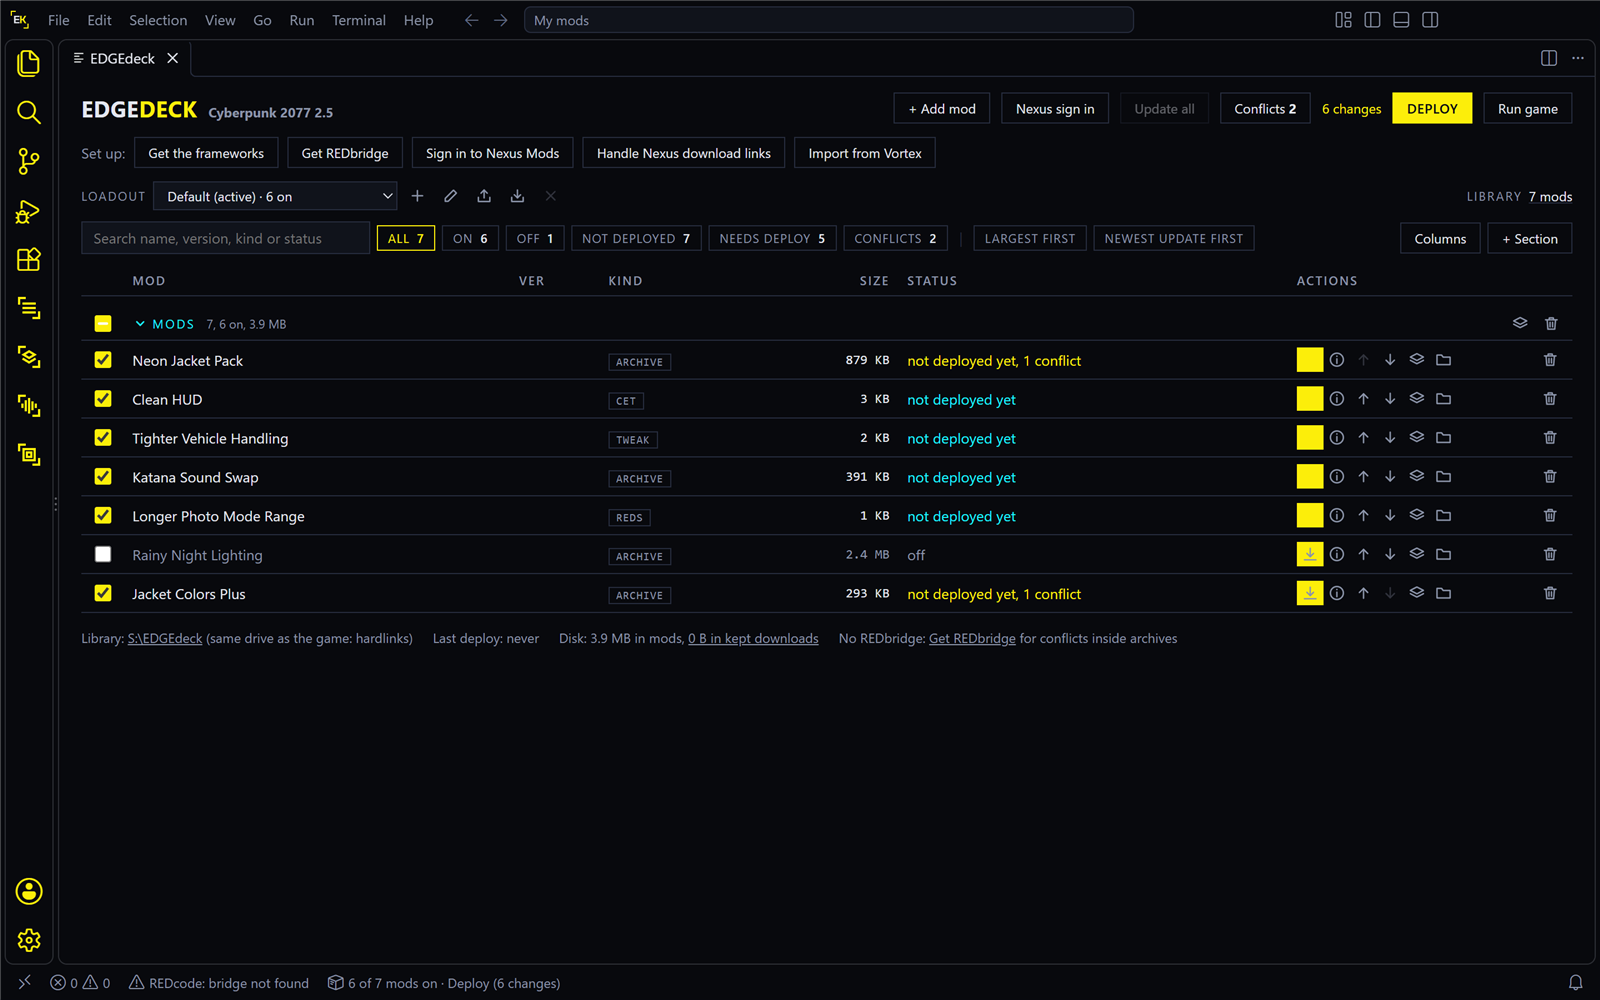 EK File Edit Selection View Go Run Terminal Help My mods
EDGEdeck
EDGEDECK Cyberpunk 2077 2.5 + Add mod Nexus sign in Update all Conflicts 2 6 changes DEPLOY Run game
Set up: Get the frameworks Get REDbridge Sign in to Nexus Mods Handle Nexus download links Import from Vortex
LOADOUT Default (active) · 6 on LIBRARY 7 mods
Search name, version, kind or status ALL 7 ON 6 OFF 1 NOT DEPLOYED 7 NEEDS DEPLOY 5 CONFLICTS 2 LARGEST FIRST NEWEST UPDATE FIRST Columns + Section
MOD VER KIND SIZE STATUS ACTIONS
MODS 7, 6 on, 3.9 MB
Neon Jacket Pack ARCHIVE 879 KB not deployed yet, 1 conflict
Clean HUD CET 3 KB not deployed yet
Tighter Vehicle Handling TWEAK 2 KB not deployed yet
Katana Sound Swap ARCHIVE 391 KB not deployed yet
Longer Photo Mode Range REDS 1 KB not deployed yet
Rainy Night Lighting ARCHIVE 2.4 MB off
Jacket Colors Plus ARCHIVE 293 KB not deployed yet, 1 conflict
Library: S:\EDGEdeck (same drive as the game: hardlinks) Last deploy: never Disk: 3.9 MB in mods, 0 B in kept downloads No REDbridge: Get REDbridge for conflicts inside archives
0 0 REDcode: bridge not found 6 of 7 mods on · Deploy (6 changes)